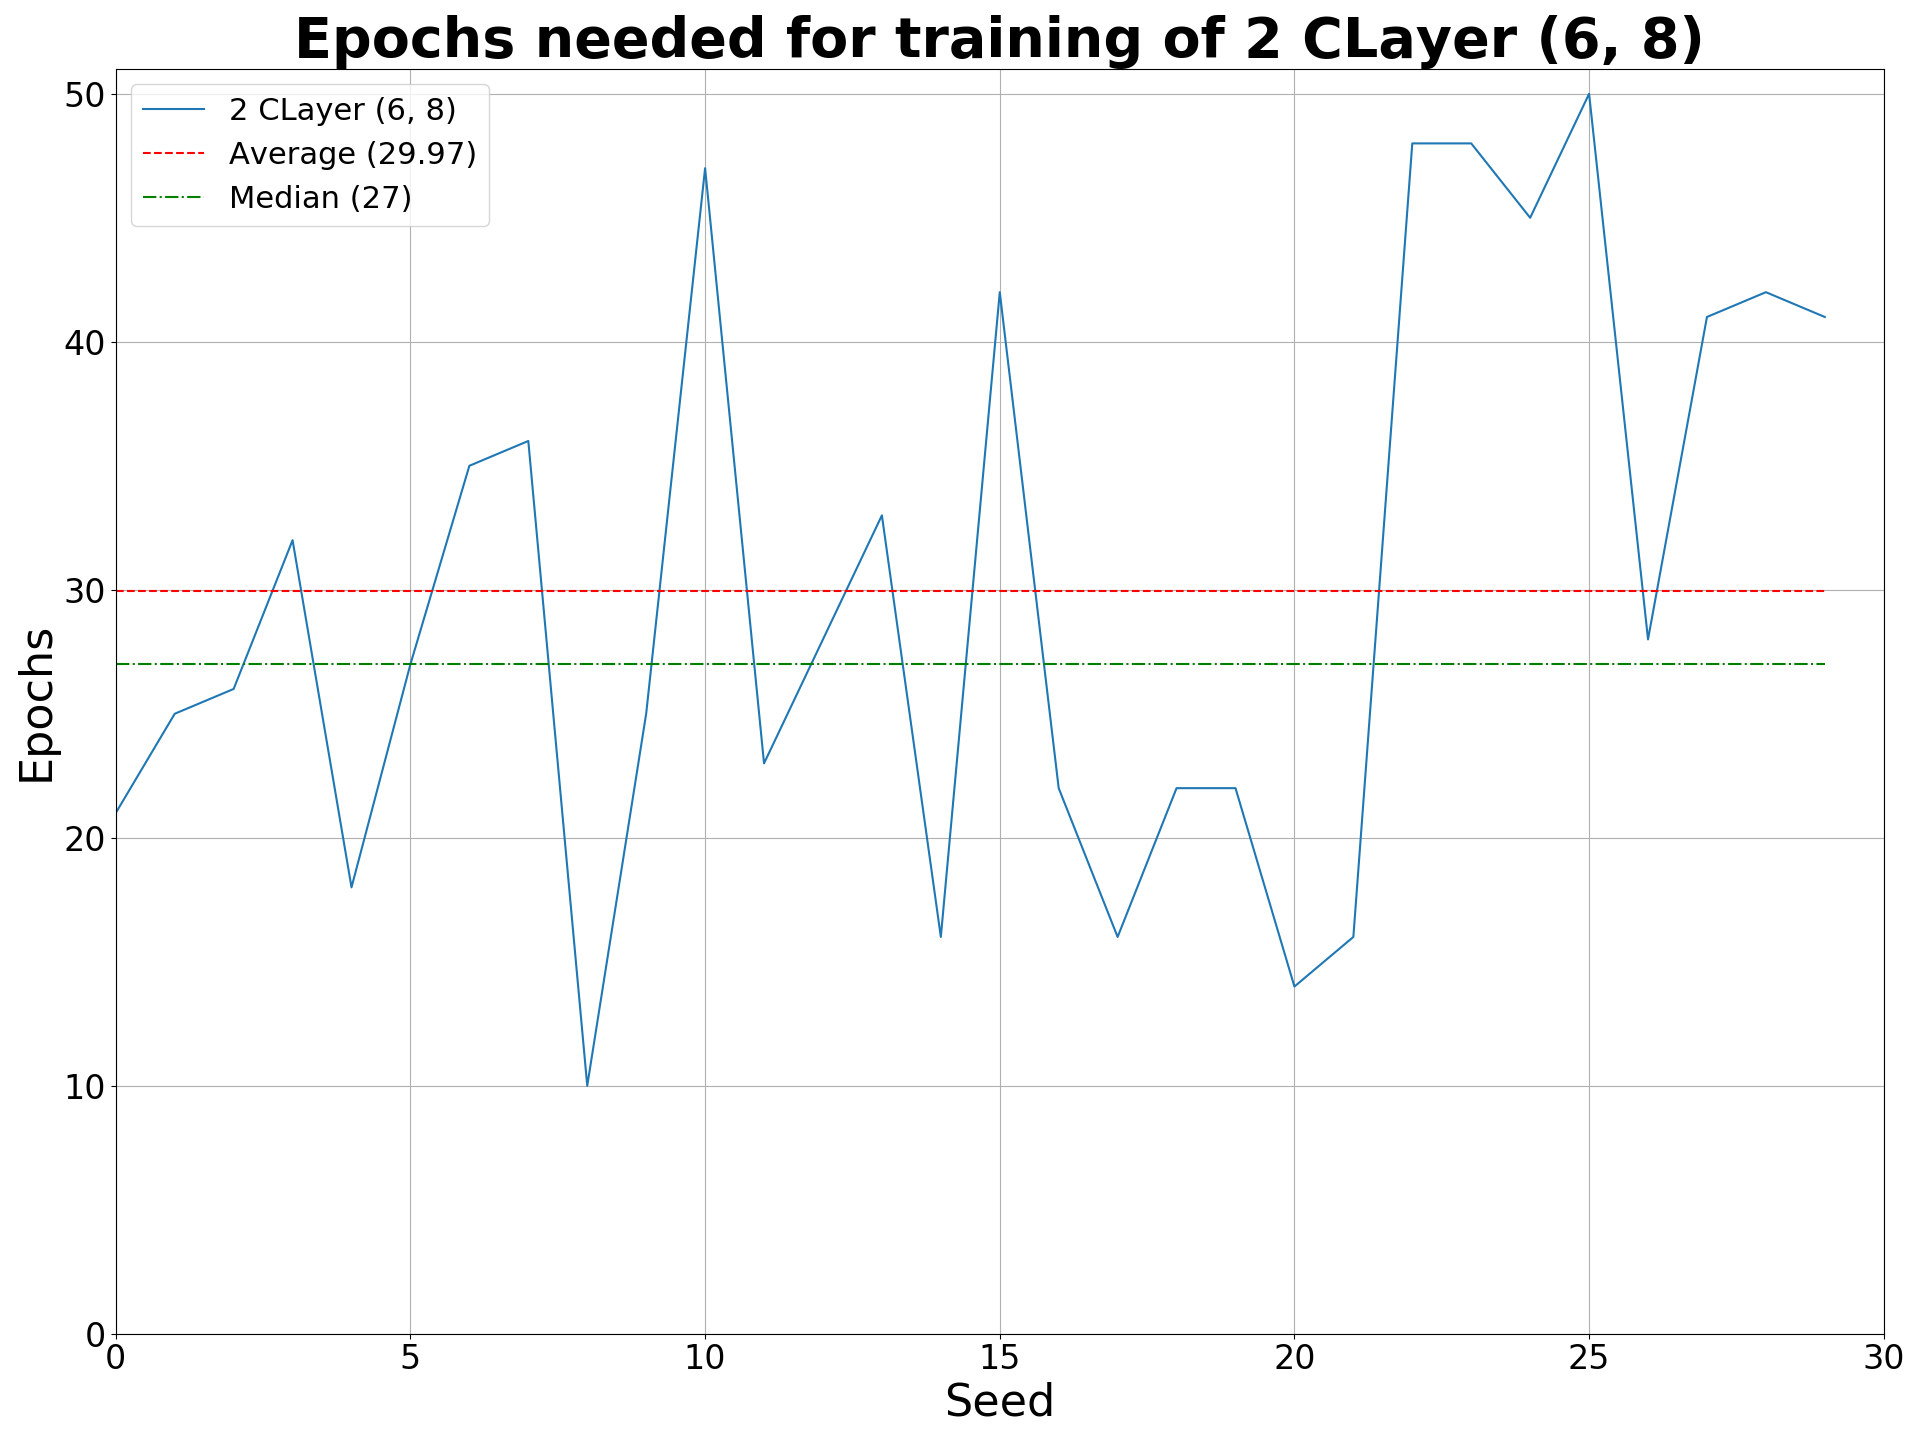 Epochs needed for training of 2 CLayer (6, 8)
2 CLayer (6, 8)
Average (29.97)
Median (27)
50
40
30
20
10
0
Epochs
0 5 10 15 20 25 30
Seed